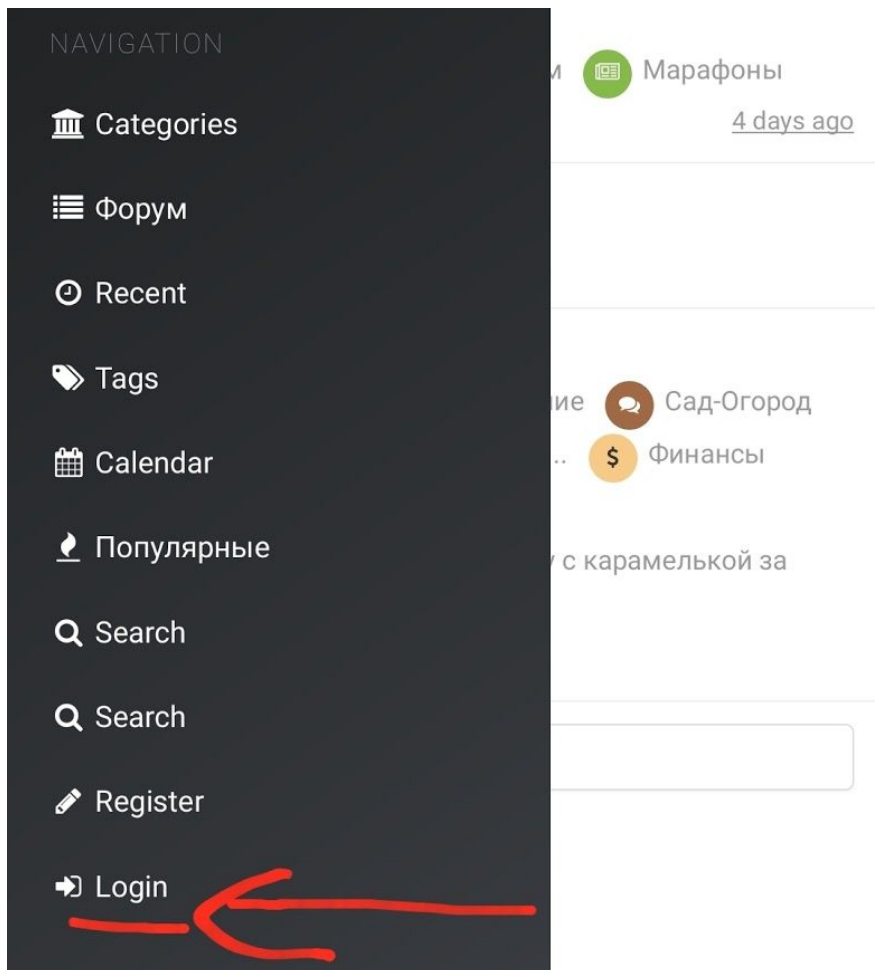 NAVIGATION
Categories
Форум
Recent
Tags
Calendar
Популярные
Search
Search
Register
Login
м Марафоны
4 days ago
ние Сад-Огород
.. $ Финансы
с карамелькой за